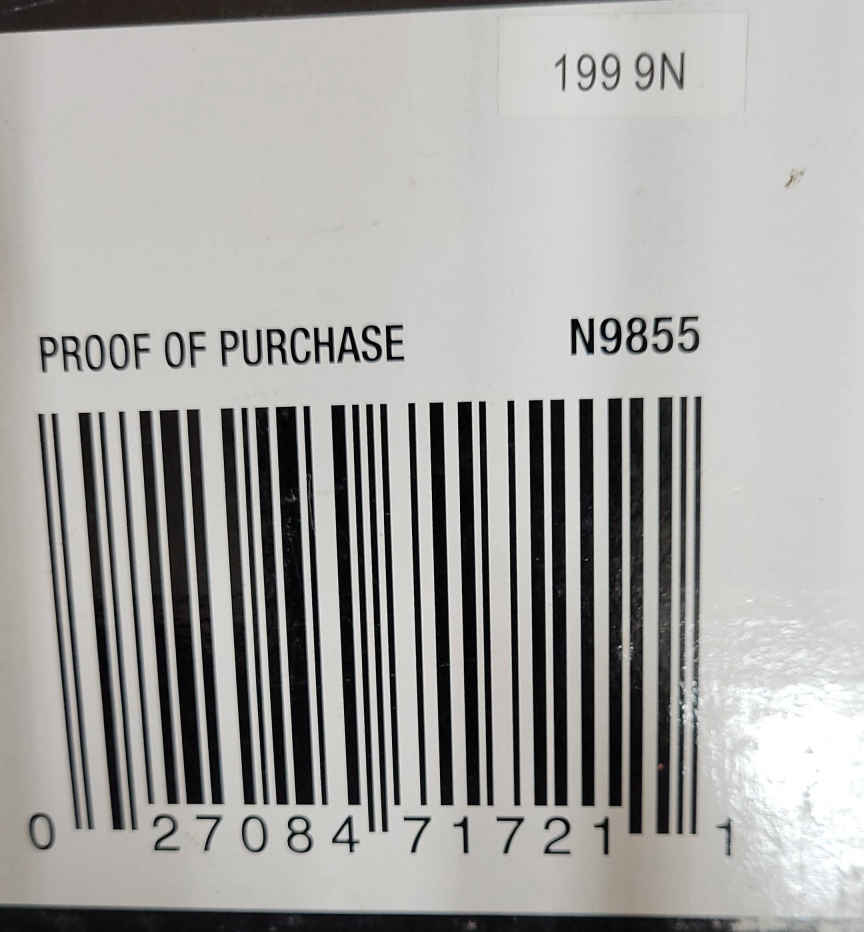 199 9N
PROOF OF PURCHASE N9855
0 27084 71721 1